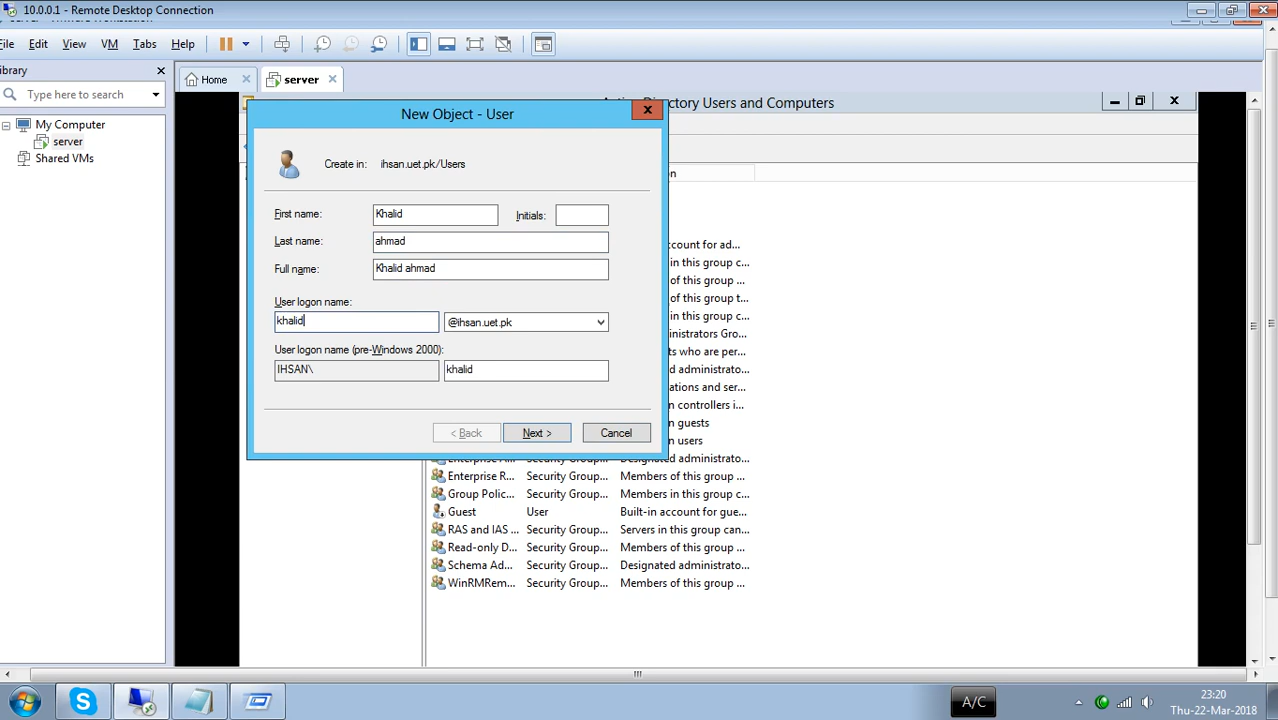 10.0.0.1 - Remote Desktop Connection
File Edit View VM Tabs Help
Library
Type here to search
Home
server
My Computer
server
Shared VMs
Active Directory Users and Computers
New Object - User
Create in: ihsan.uet.pk/Users
First name: Khalid Initials:
Last name: ahmad
Full name: Khalid ahmad
User logon name:
khalid @ihsan.uet.pk
User logon name (pre-Windows 2000):
IHSAN\ khalid
< Back Next > Cancel
count for ad...
in this group c...
of this group ...
of this group t...
in this group c...
inistrators Gro...
ts who are per...
ed administrato...
ations and ser...
n controllers i...
n guests
n users
Enterprise A... Security Group... Designated administrato...
Enterprise R... Security Group... Members of this group ...
Group Polic... Security Group... Members in this group c...
Guest User Built-in account for gue...
RAS and IAS ... Security Group... Servers in this group can...
Read-only D... Security Group... Members of this group ...
Schema Ad... Security Group... Designated administrato...
WinRMRem... Security Group... Members of this group ...
A/C
23:20
Thu-22-Mar-2018